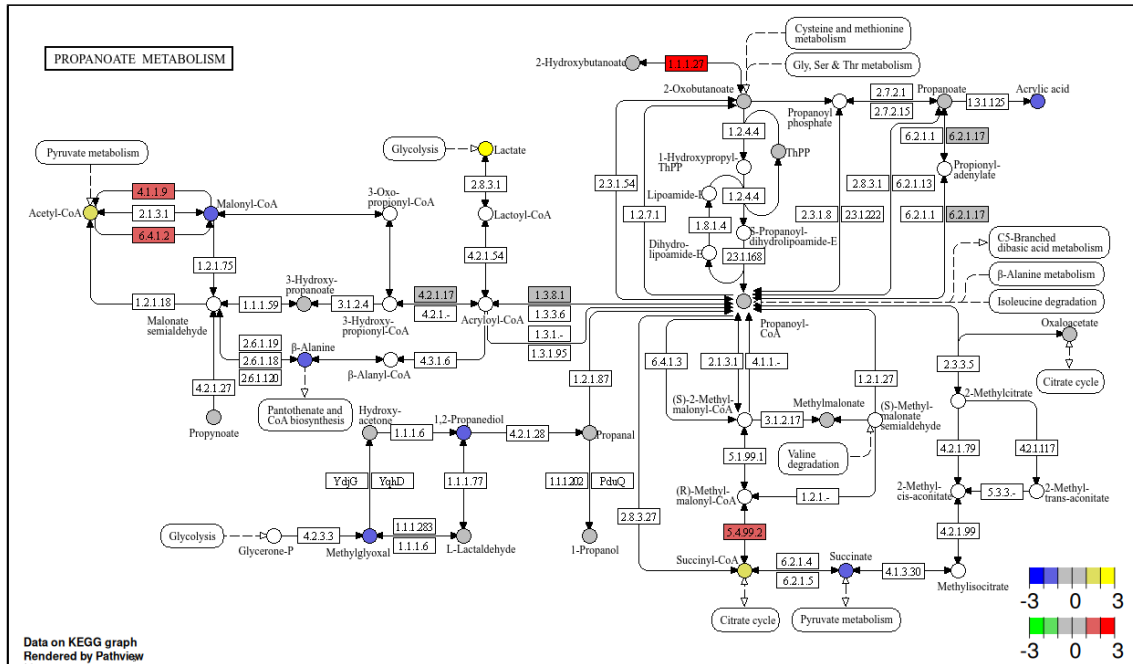 PROPANOATE METABOLISM
Cysteine and methionine
metabolism
Gly, Ser & Thr metabolism
2-Hydroxybutanoate
1.1.1.27
2-Oxobutanoate
Propanoyl
phosphate
2.7.2.1
2.7.2.15
Propanoate
1.3.1.125
Acrylic acid
Pyruvate metabolism
Glycolysis
Lactate
1.2.4.4
ThPP
6.2.1.1
6.2.1.17
1-Hydroxypropyl-
ThPP
Propionyl-
adenylate
4.1.1.9
Acetyl-CoA
2.1.3.1
Malonyl-CoA
6.4.1.2
3-Oxo-
propionyl-CoA
2.8.3.1
Lactoyl-CoA
2.3.1.54
1.2.7.1
Lipoamide-E
1.2.4.4
1.8.1.4
2.8.3.1
6.2.1.13
2.3.1.8
2.3.1.222
6.2.1.1
6.2.1.17
S-Propanoyl-
dihydrolipoamide-E
Dihydro-
lipoamide-E
2.3.1.168
C5-Branched
dibasic acid metabolism
β-Alanine metabolism
Isoleucine degradation
1.2.1.75
4.2.1.54
1.2.1.18
Malonate
semialdehyde
1.1.1.59
3-Hydroxy-
propanoate
3.1.2.4
3-Hydroxy-
propionyl-CoA
4.2.1.17
4.2.1.-
Acryloyl-CoA
1.3.8.1
1.3.3.6
1.3.1.-
1.3.1.95
Propanoyl-
CoA
Oxaloacetate
2.6.1.19
2.6.1.18
2.6.1.120
β-Alanine
β-Alanyl-CoA
4.3.1.6
1.2.1.87
6.4.1.3
2.1.3.1
4.1.1.-
1.2.1.27
2.3.3.5
Citrate cycle
4.2.1.27
Propynoate
Pantothenate and
CoA biosynthesis
Hydroxy-
acetone
1.1.1.6
1,2-Propanediol
4.2.1.28
Propanal
(S)-2-Methyl-
malonyl-CoA
3.1.2.17
Methylmalonate
(S)-Methyl-
malonate
semialdehyde
2-Methylcitrate
Valine
degradation
5.1.99.1
4.2.1.79
4.2.1.117
YdjG
YqhD
1.1.1.77
1.1.1.202
PduQ
(R)-Methyl-
malonyl-CoA
1.2.1.-
2-Methyl-
cis-aconitate
5.3.3.-
2-Methyl-
trans-aconitate
Glycolysis
Glycerone-P
4.2.3.3
Methylglyoxal
1.1.1.283
1.1.1.6
L-Lactaldehyde
1-Propanol
2.8.3.27
5.4.99.2
4.2.1.99
Succinyl-CoA
6.2.1.4
6.2.1.5
Succinate
4.1.3.30
Methylisocitrate
Citrate cycle
Pyruvate metabolism
-3 0 3
-3 0 3
Data on KEGG graph
Rendered by Pathview